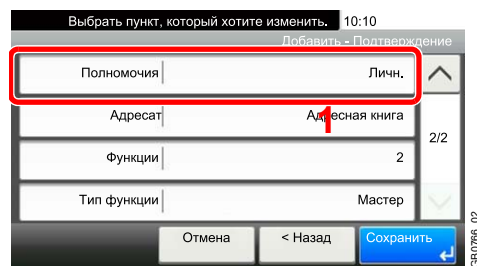 Выбрать пункт, который хотите изменить. 10:10
Добавить - Подтверждение
Полномочия Личн.
Адресат Адресная книга
1
2/2
Функции 2
Тип функции Мастер
Отмена < Назад Сохранить
GB0766_02